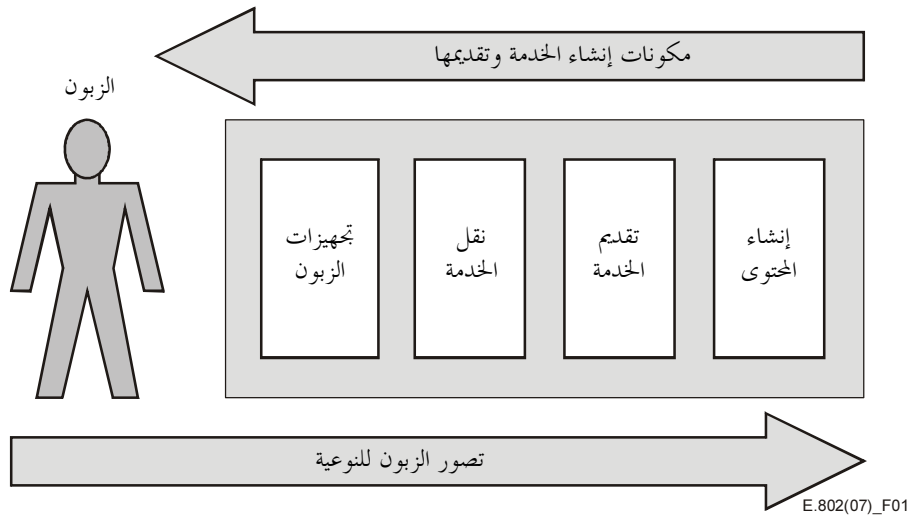 مكونات إنشاء الخدمة وتقديمها
الزبون
إنشاء
المحتوى
تقديم
الخدمة
نقل
الخدمة
تجهيزات
الزبون
تصور الزبون للنوعية
E.802(07)_F01